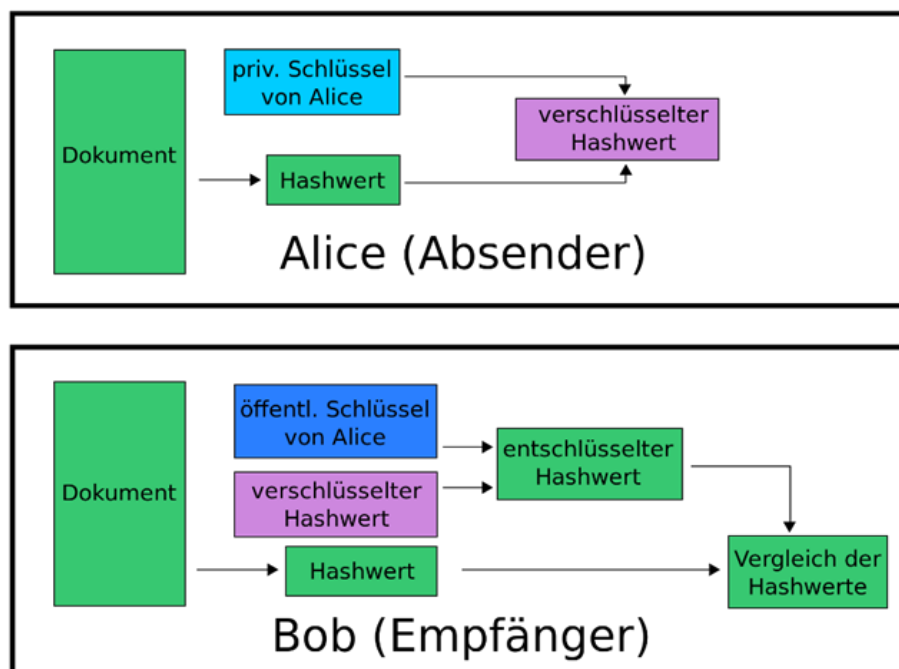 priv. Schlüssel
von Alice
verschlüsselter
Hashwert
Dokument
Hashwert
Alice (Absender)
öffentl. Schlüssel
von Alice
entschlüsselter
Hashwert
Dokument
verschlüsselter
Hashwert
Hashwert
Vergleich der
Hashwerte
Bob (Empfänger)